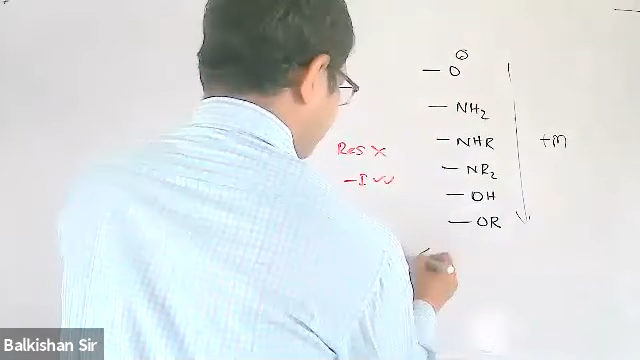 — O⊖
— NH2
— NHR
— NR2
— OH
— OR
+M
Res X
-I ✓✓
Balkishan Sir